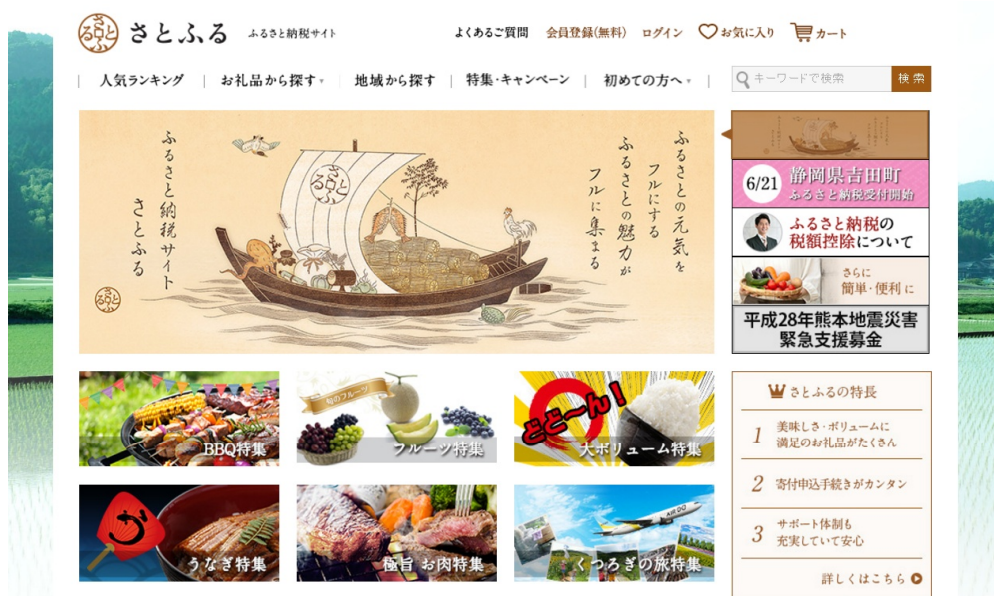 さとふる
さとふる
ふるさと納税サイト
よくあるご質問
会員登録(無料)
ログイン
お気に入り
カート
人気ランキング
お礼品から探す
地域から探す
特集・キャンペーン
初めての方へ
キーワードで検索
検索
ふるさとの元気を
フルにする
ふるさとの魅力が
フルに集まる
さとふる
ふるさと納税サイト
さとふる
さとふる
6/21
静岡県吉田町
ふるさと納税受付開始
ふるさと納税の
税額控除について
さらに
簡単・便利に
平成28年熊本地震災害
緊急支援募金
BBQ特集
旬のフルーツ
フルーツ特集
どど〜ん!
大ボリューム特集
う
うなぎ特集
極旨 お肉特集
AIR DO
くつろぎの旅特集
さとふるの特長
1
美味しさ・ボリュームに
満足のお礼品がたくさん
2
寄付申込手続きがカンタン
3
サポート体制も
充実していて安心
詳しくはこちら